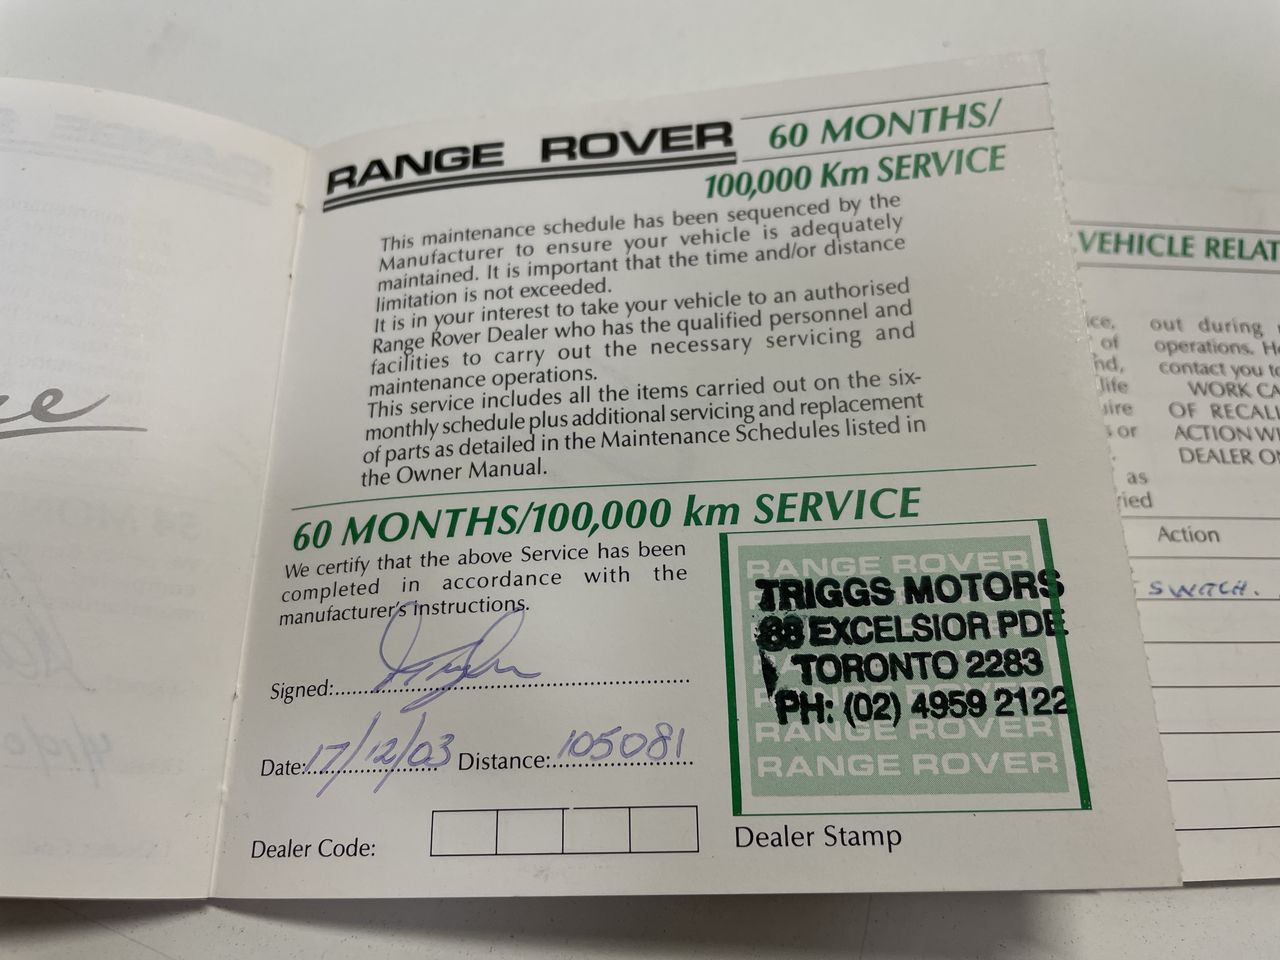 RANGE ROVER
60 MONTHS/
100,000 Km SERVICE
This maintenance schedule has been sequenced by the
Manufacturer to ensure your vehicle is adequately
maintained. It is important that the time and/or distance
limitation is not exceeded.
It is in your interest to take your vehicle to an authorised
Range Rover Dealer who has the qualified personnel and
facilities to carry out the necessary servicing and
maintenance operations.
This service includes all the items carried out on the six-
monthly schedule plus additional servicing and replacement
of parts as detailed in the Maintenance Schedules listed in
the Owner Manual.
60 MONTHS/100,000 km SERVICE
We certify that the above Service has been
completed in accordance with the
manufacturer's instructions.
Signed:
Date: 17/12/03 Distance: 105081
Dealer Code:
RANGE ROVER
TRIGGS MOTORS
88 EXCELSIOR PDE
TORONTO 2283
PH: (02) 4959 2122
RANGE ROVER
RANGE ROVER
Dealer Stamp
VEHICLE RELAT
out during
of operations.
contact you to
life WORK CA
OF RECALL
or ACTION
DEALER
as
Action
SWITCH.